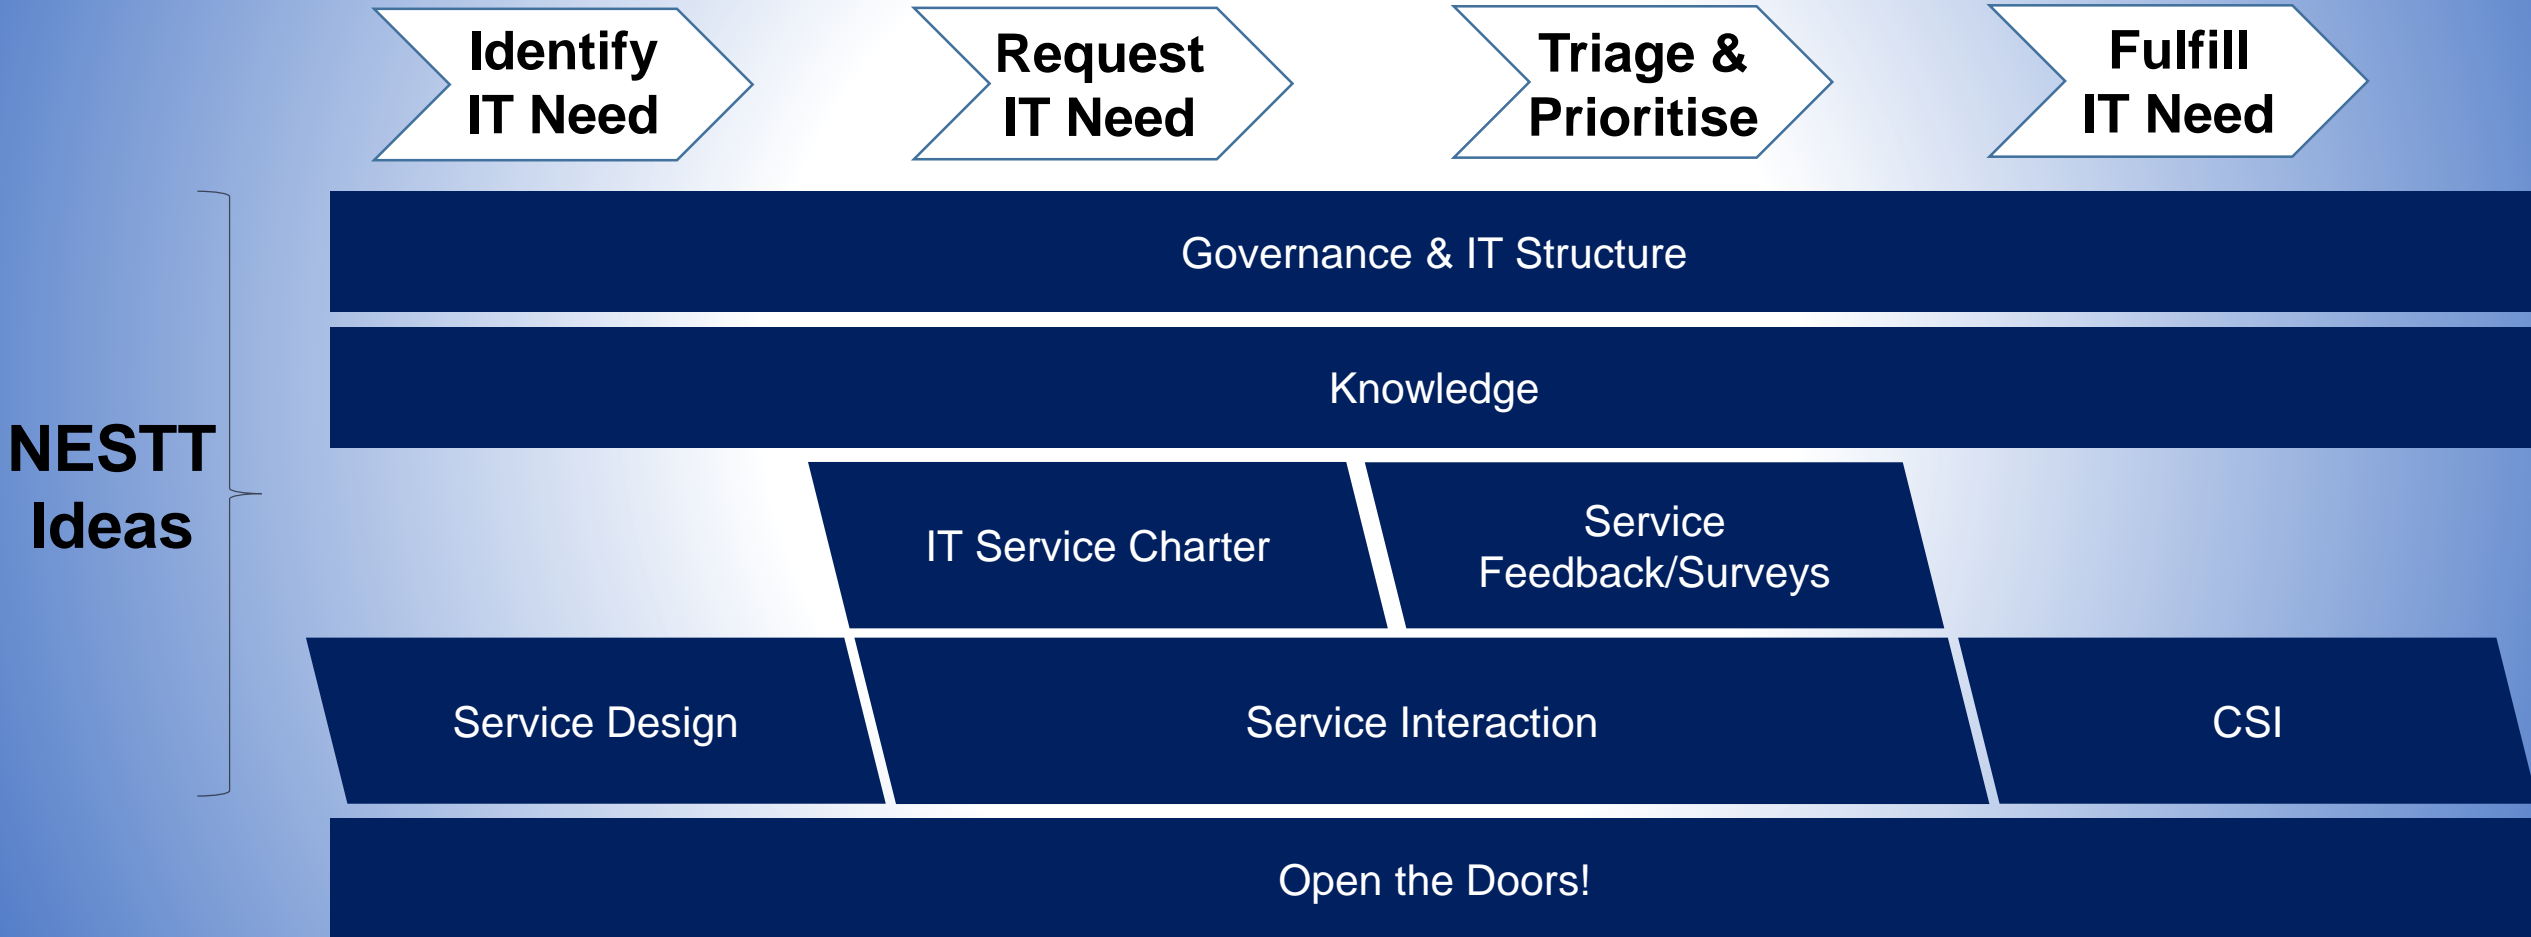 Identify
IT Need
Request
IT Need
Triage &
Prioritise
Fulfill
IT Need
NESTT
Ideas
Governance & IT Structure
Knowledge
IT Service Charter
Service
Feedback/Surveys
Service Design
Service Interaction
CSI
Open the Doors!